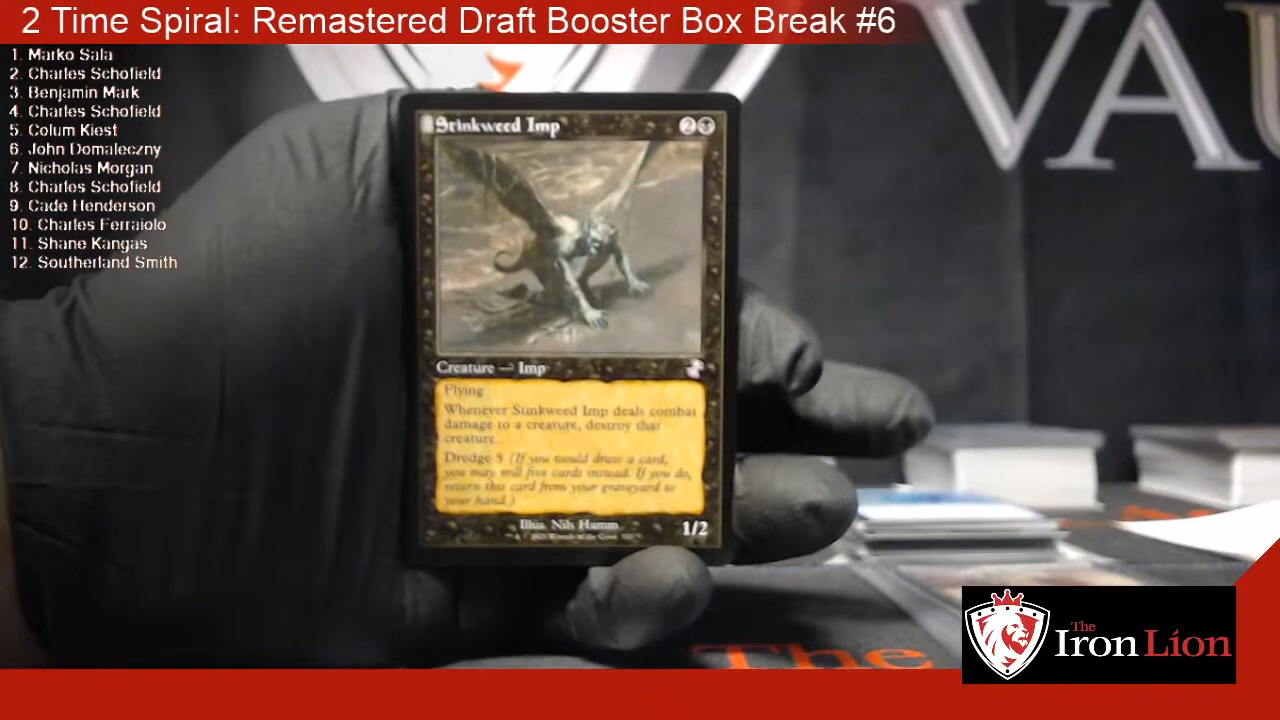 2 Time Spiral: Remastered Draft Booster Box Break #6
1. Marko Sala
2. Charles Schofield
3. Benjamin Mark
4. Charles Schofield
5. Colum Kiest
6. John Domaleczny
7. Nicholas Morgan
8. Charles Schofield
9. Cade Henderson
10. Charles Ferraiolo
11. Shane Kangas
12. Southerland Smith
VAU
Stinkweed Imp
2
Creature — Imp
Flying
Whenever Stinkweed Imp deals combat
damage to a creature, destroy that
creature.
Dredge 5 (If you would draw a card,
you may mill five cards instead. If you do,
return this card from your graveyard to
your hand.)
Illus. Nils Hamm
1/2
The
The
Iron Lion